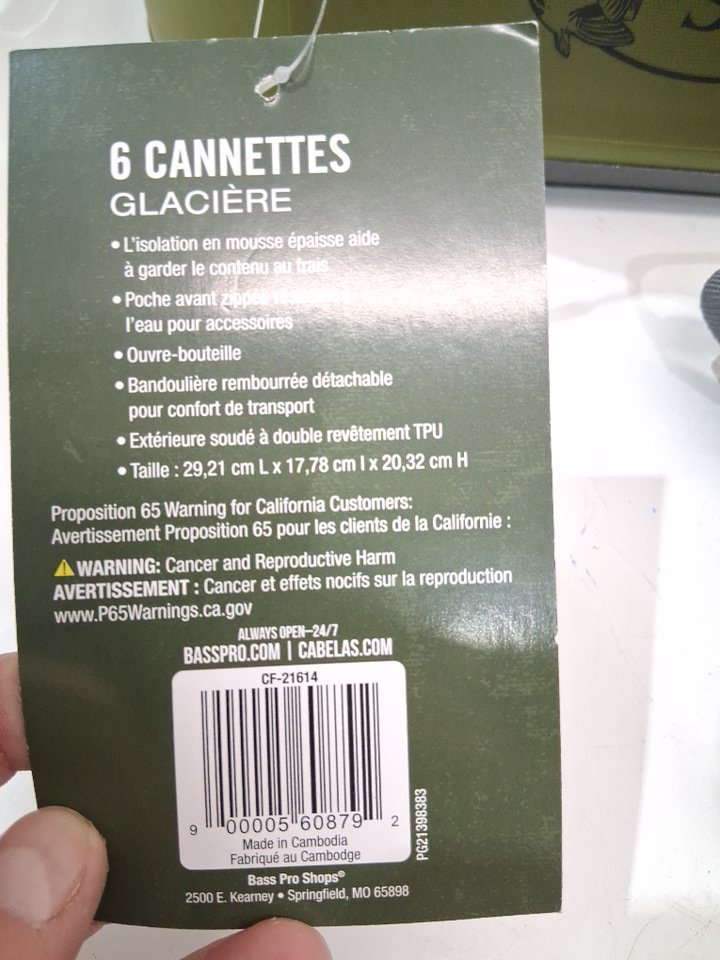 6 CANNETTES
GLACIÈRE
• L'isolation en mousse épaisse aide
à garder le contenu au frais
• Poche avant zippée
l'eau pour accessoires
• Ouvre-bouteille
• Bandoulière rembourrée détachable
pour confort de transport
• Extérieure soudé à double revêtement TPU
• Taille : 29,21 cm L x 17,78 cm l x 20,32 cm H
Proposition 65 Warning for California Customers:
Avertissement Proposition 65 pour les clients de la Californie :
WARNING: Cancer and Reproductive Harm
AVERTISSEMENT : Cancer et effets nocifs sur la reproduction
www.P65Warnings.ca.gov
ALWAYS OPEN–24/7
BASSPRO.COM | CABELAS.COM
CF-21614
9 00005 60879 2
Made in Cambodia
Fabriqué au Cambodge
PG21398383
Bass Pro Shops®
2500 E. Kearney • Springfield, MO 65898